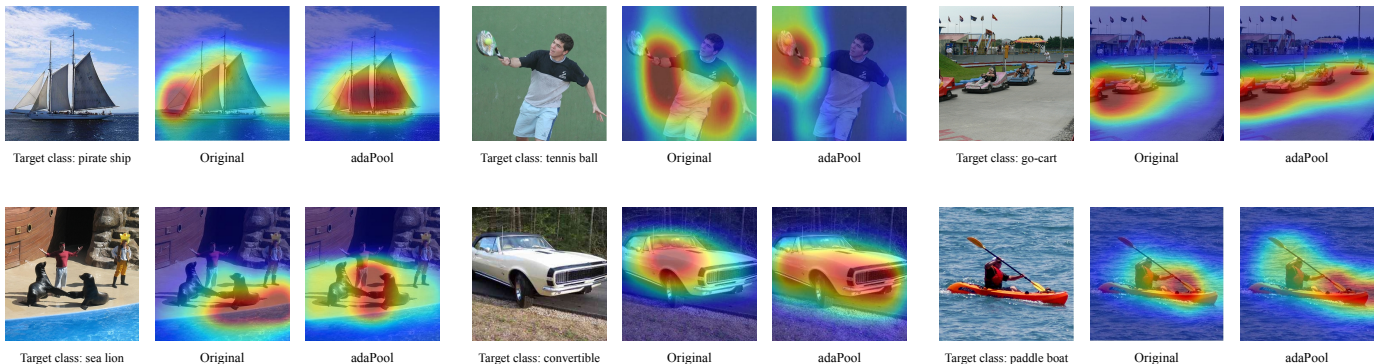 Target class: pirate ship Original adaPool Target class: tennis ball Original adaPool Target class: go-cart Original adaPool
Target class: sea lion Original adaPool Target class: convertible Original adaPool Target class: paddle boat Original adaPool